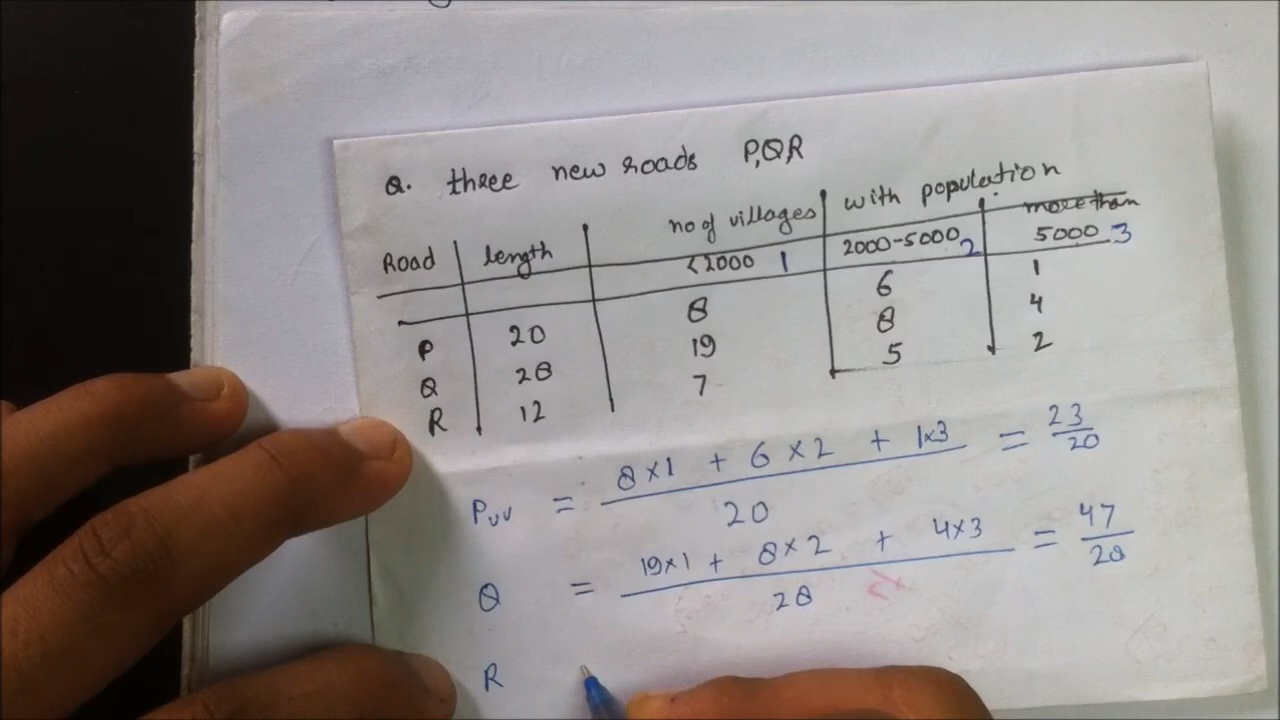 Q. three new roads P,Q,R
Road length no of villages with population
<2000 1 2000-5000 2 more than 5000 3
P 20 8 6 1
Q 28 19 8 4
R 12 7 5 2
PUV = 8×1 + 6×2 + 1×3 / 20 = 23/20
Q = 19×1 + 8×2 + 4×3 / 28 = 47/28
R